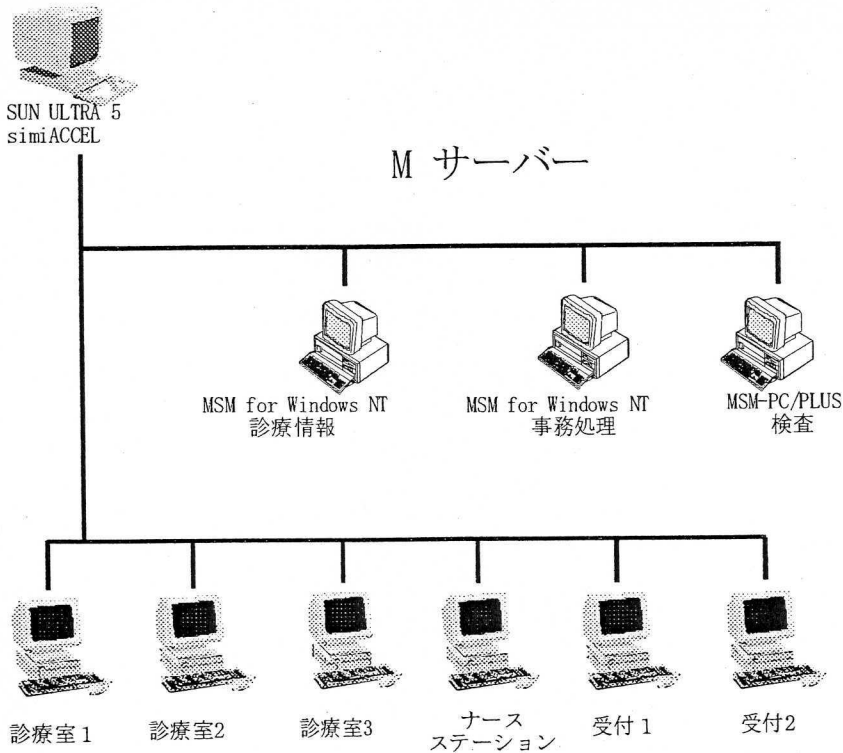 SUN ULTRA 5
simiACCEL
M サーバー
MSM for Windows NT
診療情報
MSM for Windows NT
事務処理
MSM-PC/PLUS
検査
診療室1
診療室2
診療室3
ナース
ステーション
受付1
受付2